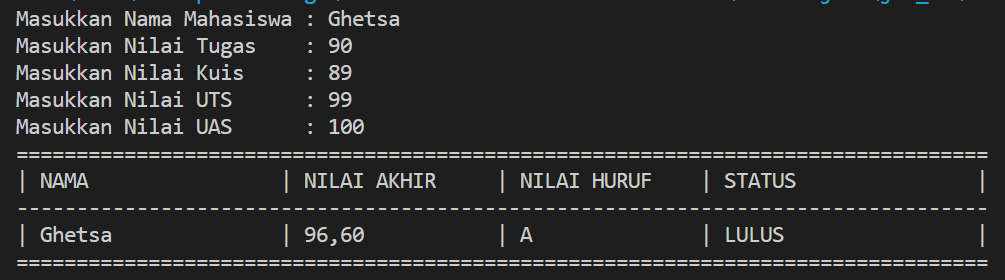 Masukkan Nama Mahasiswa : Ghetsa
Masukkan Nilai Tugas    : 90
Masukkan Nilai Kuis     : 89
Masukkan Nilai UTS      : 99
Masukkan Nilai UAS      : 100
=================================================================================
| NAMA                | NILAI AKHIR     | NILAI HURUF    | STATUS               |
---------------------------------------------------------------------------------
| Ghetsa              | 96,60           | A              | LULUS                |
=================================================================================